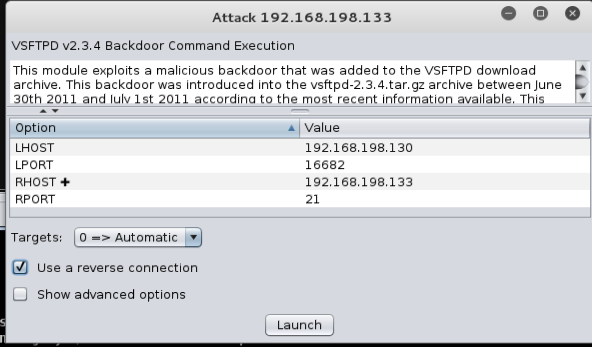 Attack 192.168.198.133
VSFTPD v2.3.4 Backdoor Command Execution
This module exploits a malicious backdoor that was added to the VSFTPD download
archive. This backdoor was introduced into the vsftpd-2.3.4.tar.gz archive between June
30th 2011 and July 1st 2011 according to the most recent information available. This
Option Value
LHOST 192.168.198.130
LPORT 16682
RHOST ✚ 192.168.198.133
RPORT 21
Targets: 0 => Automatic
Use a reverse connection
Show advanced options
Launch